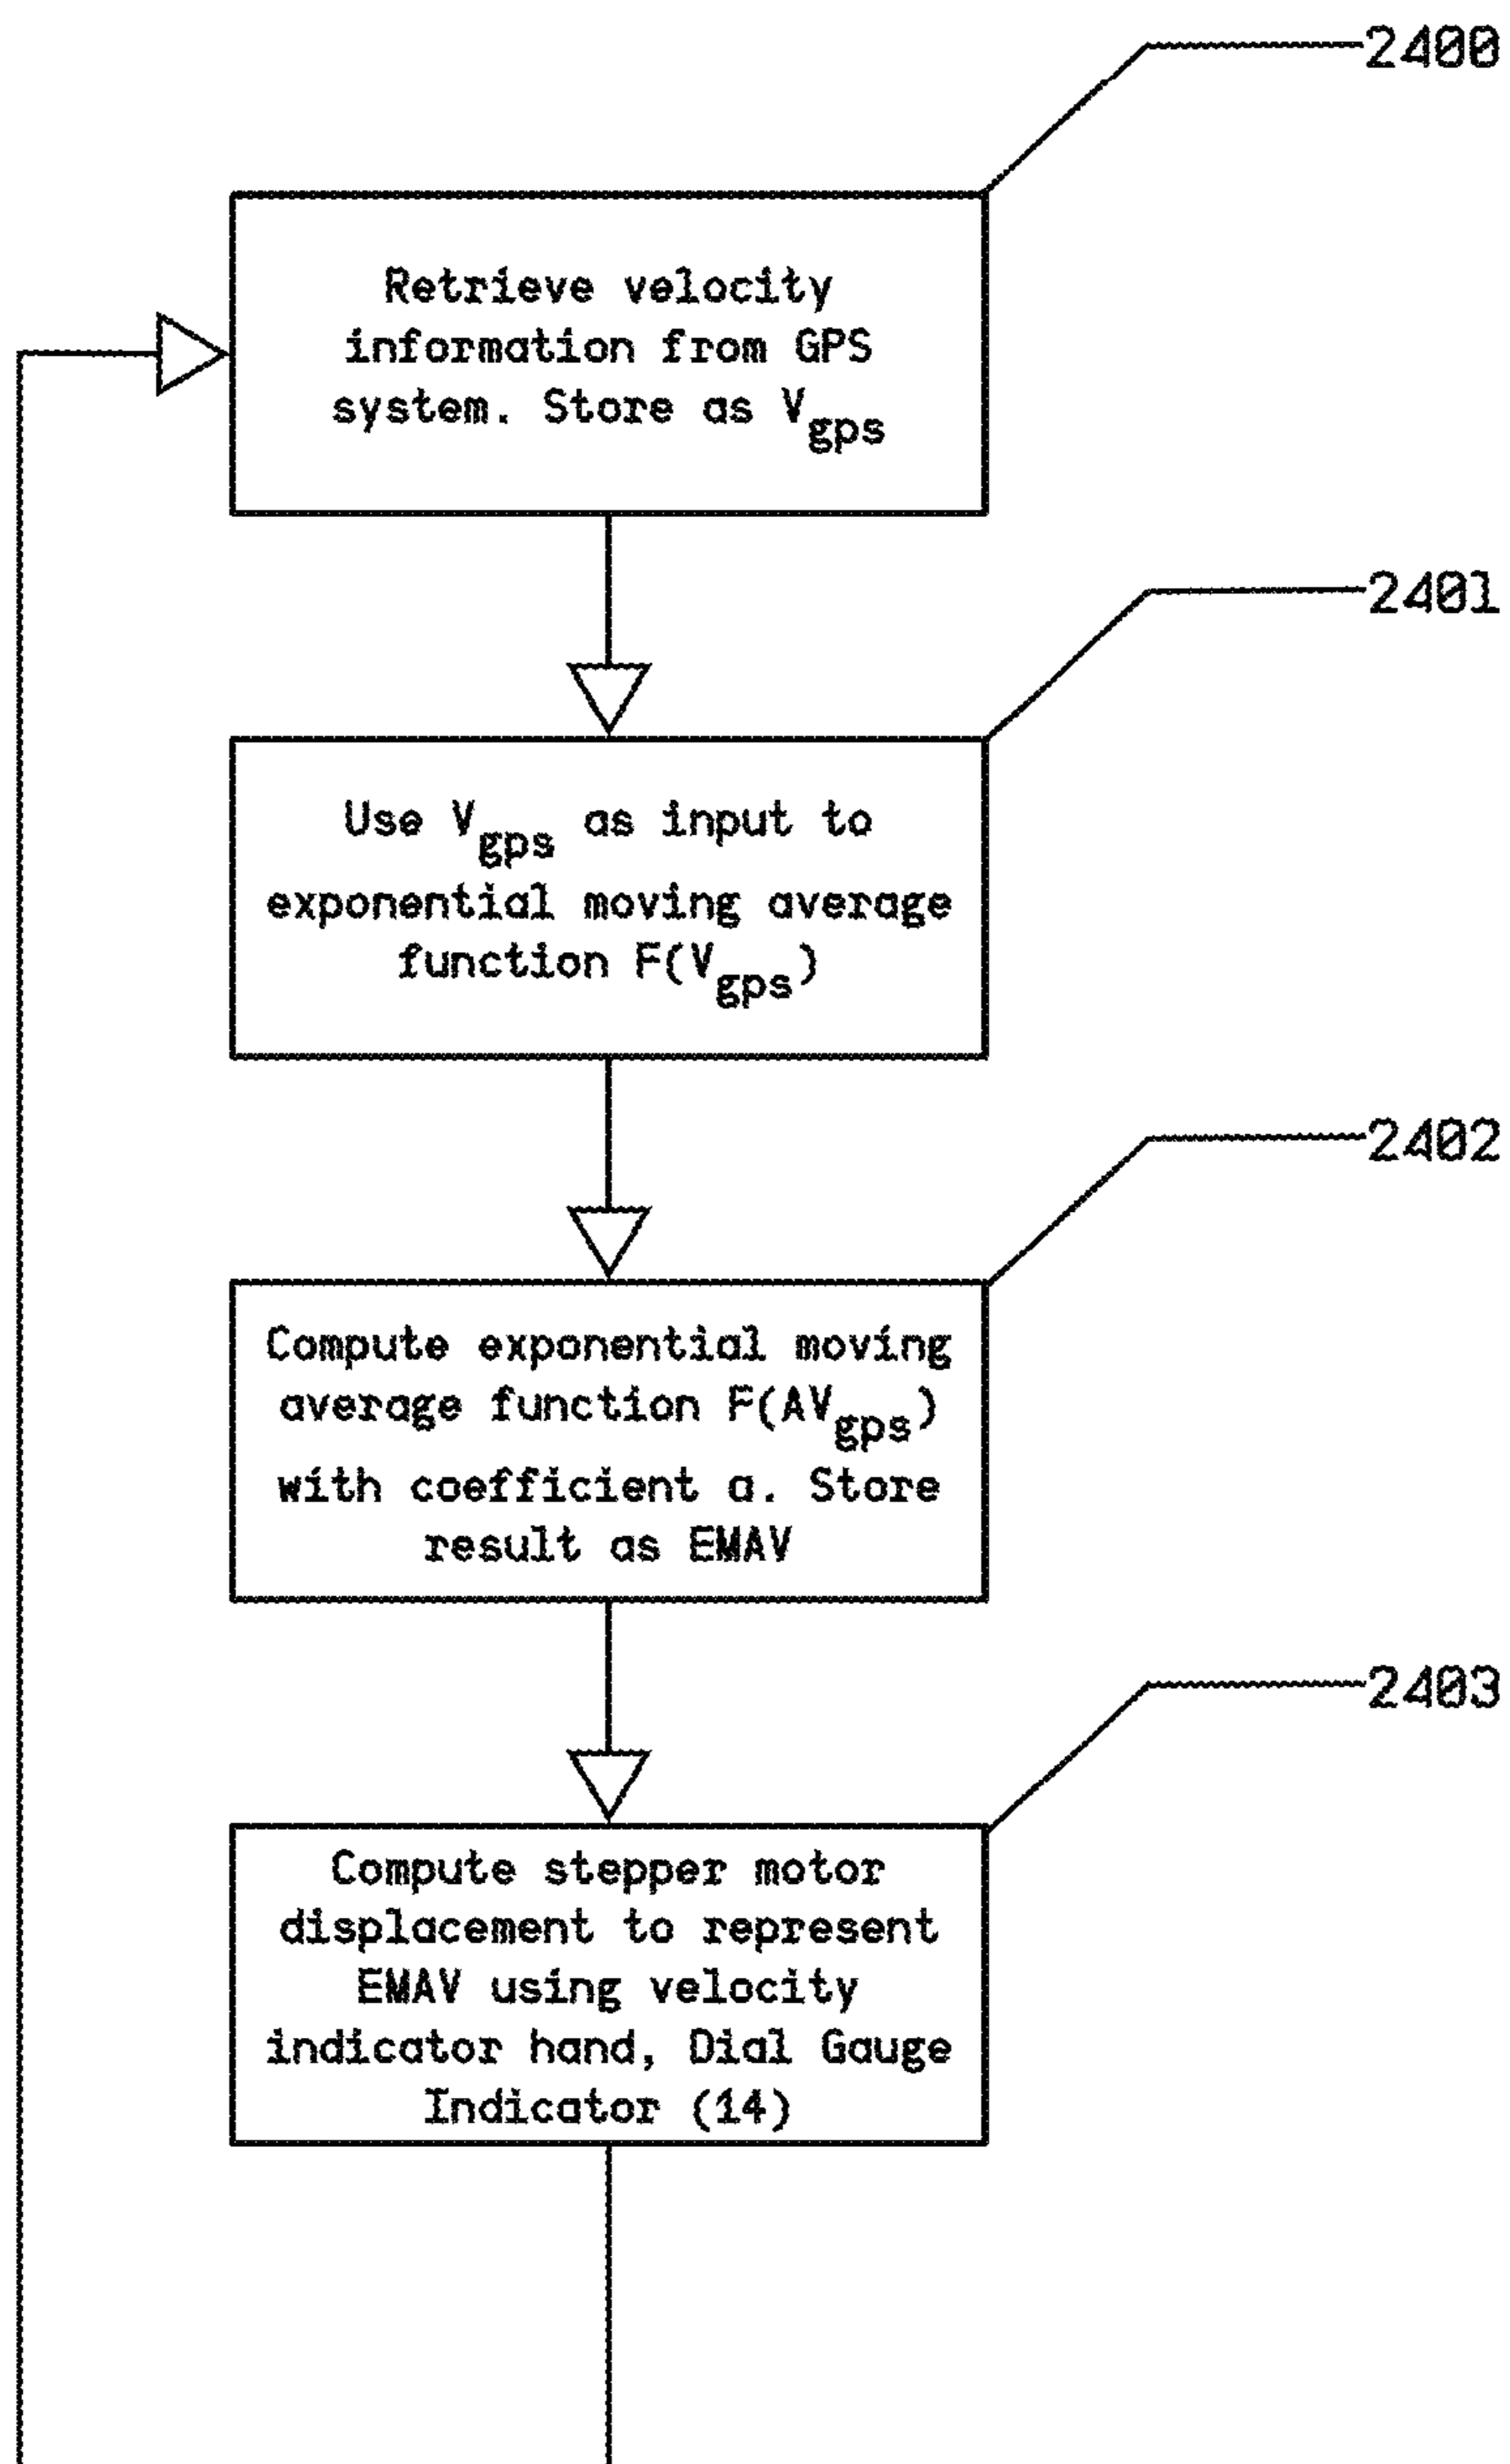 2400
Retrieve velocity
information from GPS
system. Store as Vgps
2401
Use Vgps as input to
exponential moving average
function F(Vgps)
2402
Compute exponential moving
average function F(AVgps)
with coefficient a. Store
result as EMAV
2403
Compute stepper motor
displacement to represent
EMAV using velocity
indicator hand, Dial Gauge
Indicator (14)